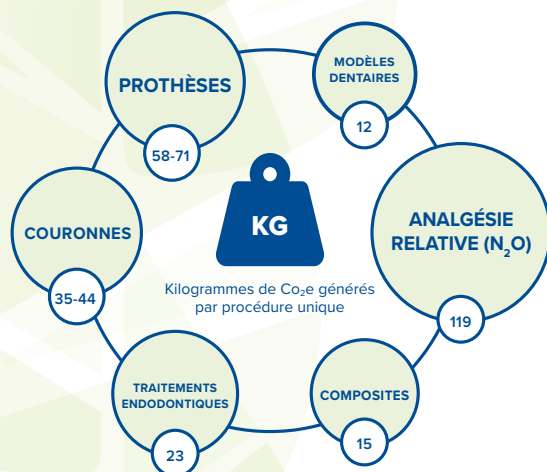 PROTHÈSES
58-71
MODÈLES
DENTAIRES
12
COURONNES
35-44
KG
Kilogrammes de Co₂e générés
par procédure unique
ANALGÉSIE
RELATIVE (N₂O)
119
TRAITEMENTS
ENDODONTIQUES
23
COMPOSITES
15